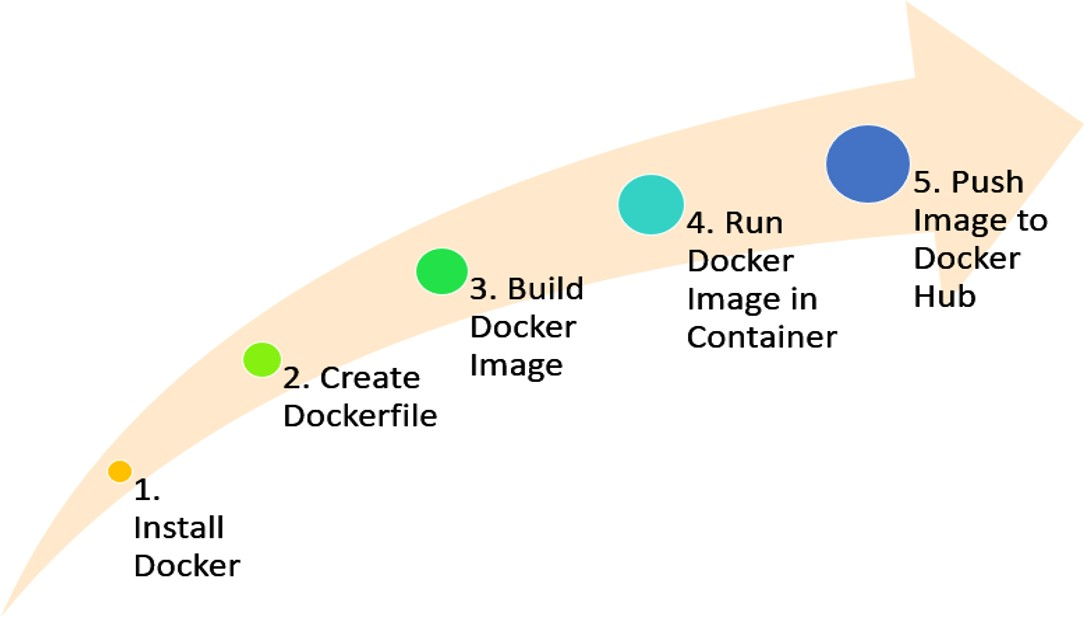 1.
Install
Docker
2. Create
Dockerfile
3. Build
Docker
Image
4. Run
Docker
Image in
Container
5. Push
Image to
Docker
Hub